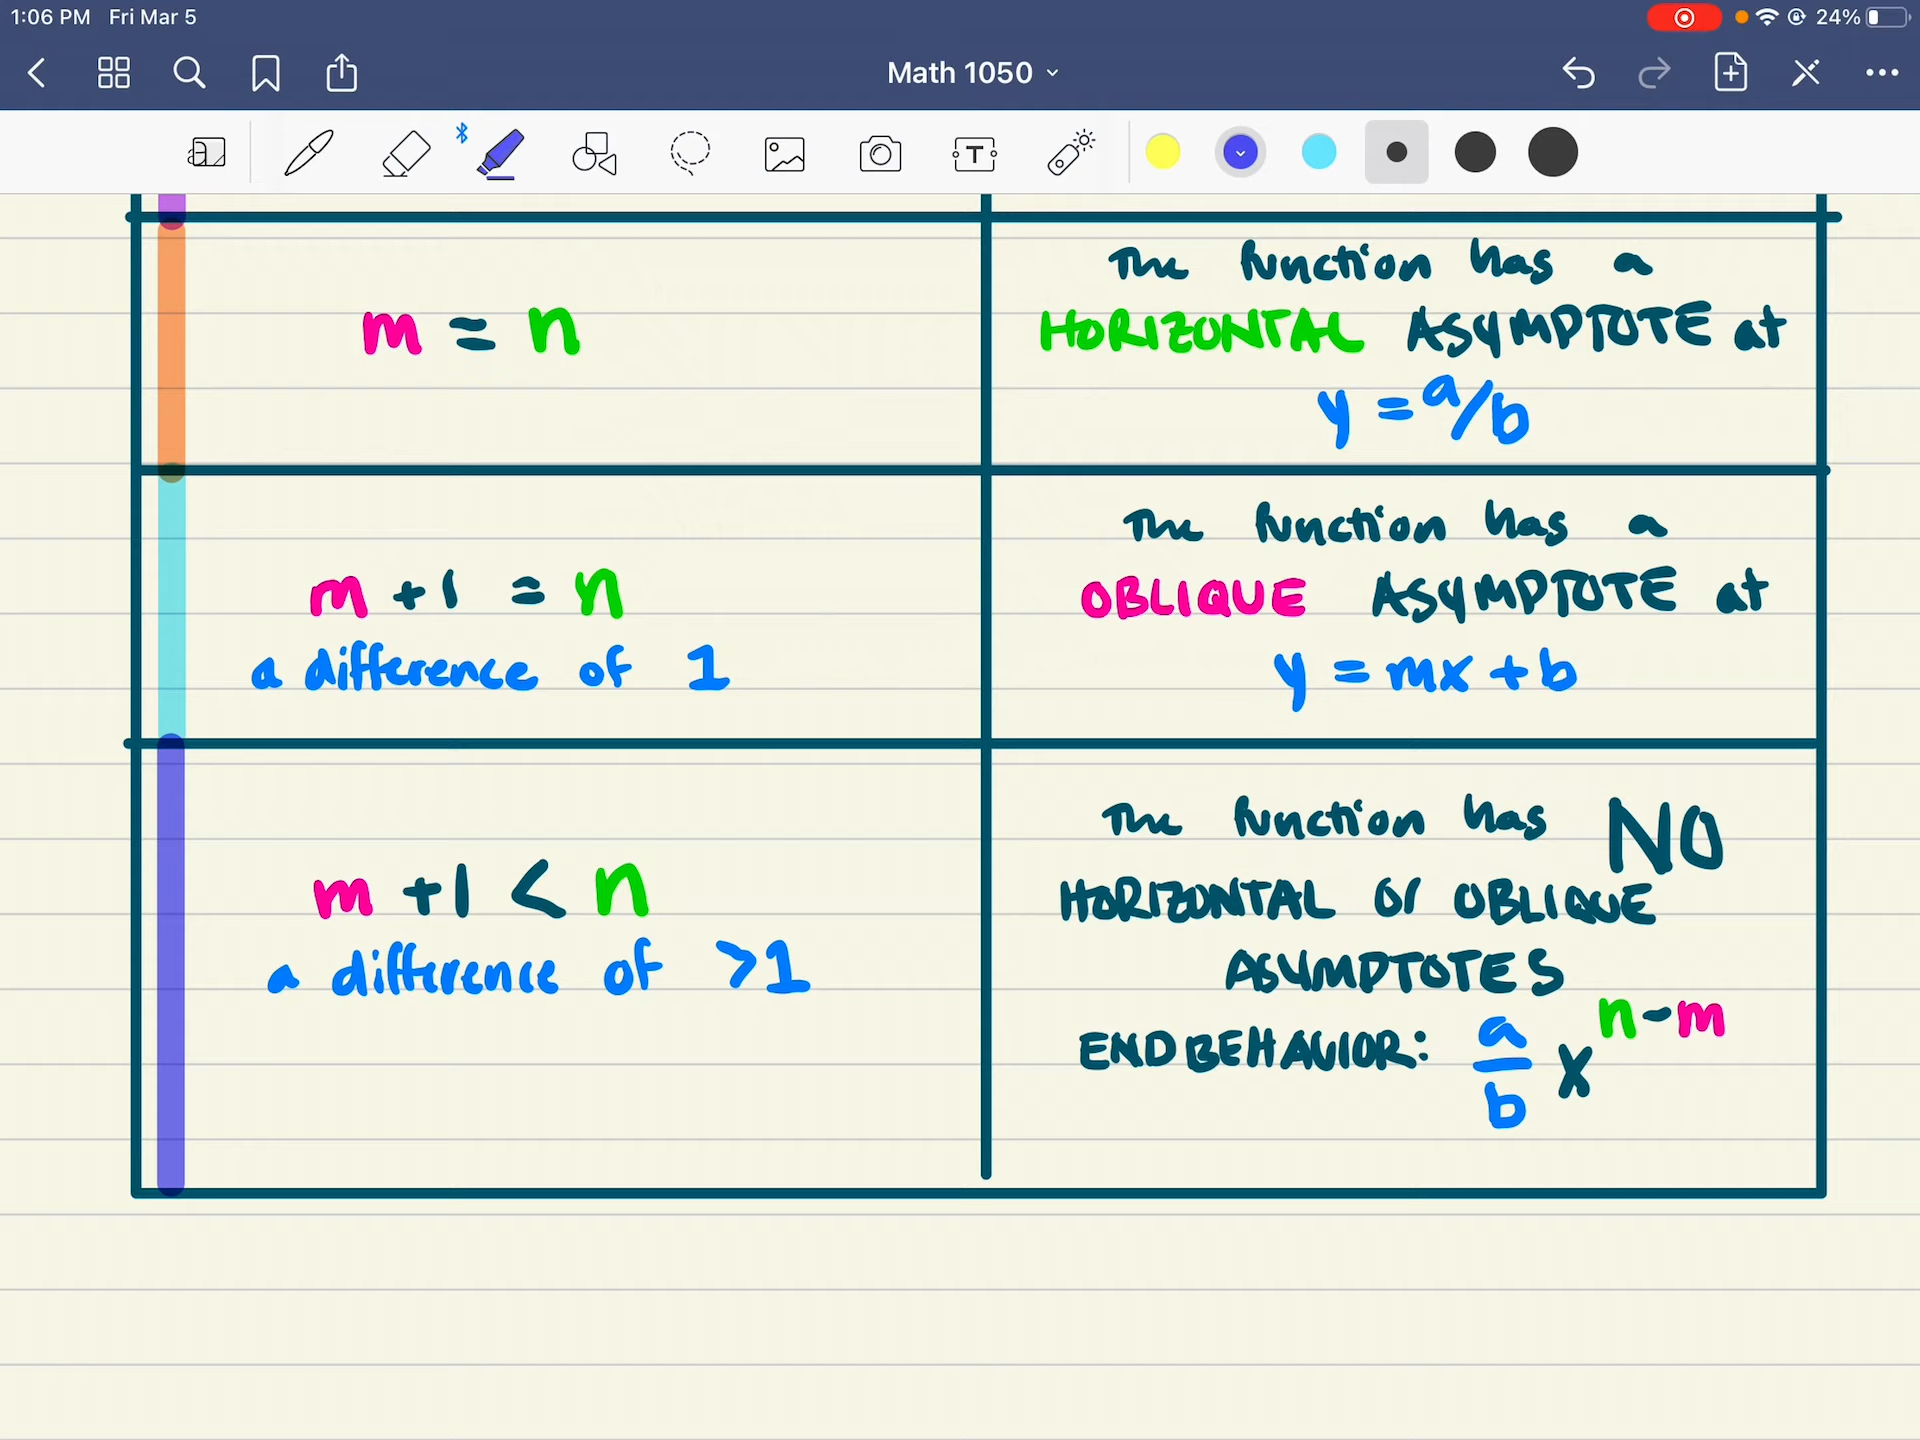 1:06 PM Fri Mar 5
24%
Math 1050
m = n
The function has a
HORIZONTAL ASYMPTOTE at
y = a/b
m + 1 = n
a difference of 1
The function has a
OBLIQUE ASYMPTOTE at
y = mx + b
m + 1 < n
a difference of >1
The function has NO
HORIZONTAL or OBLIQUE
ASYMPTOTES
END BEHAVIOR: a/b x^n-m